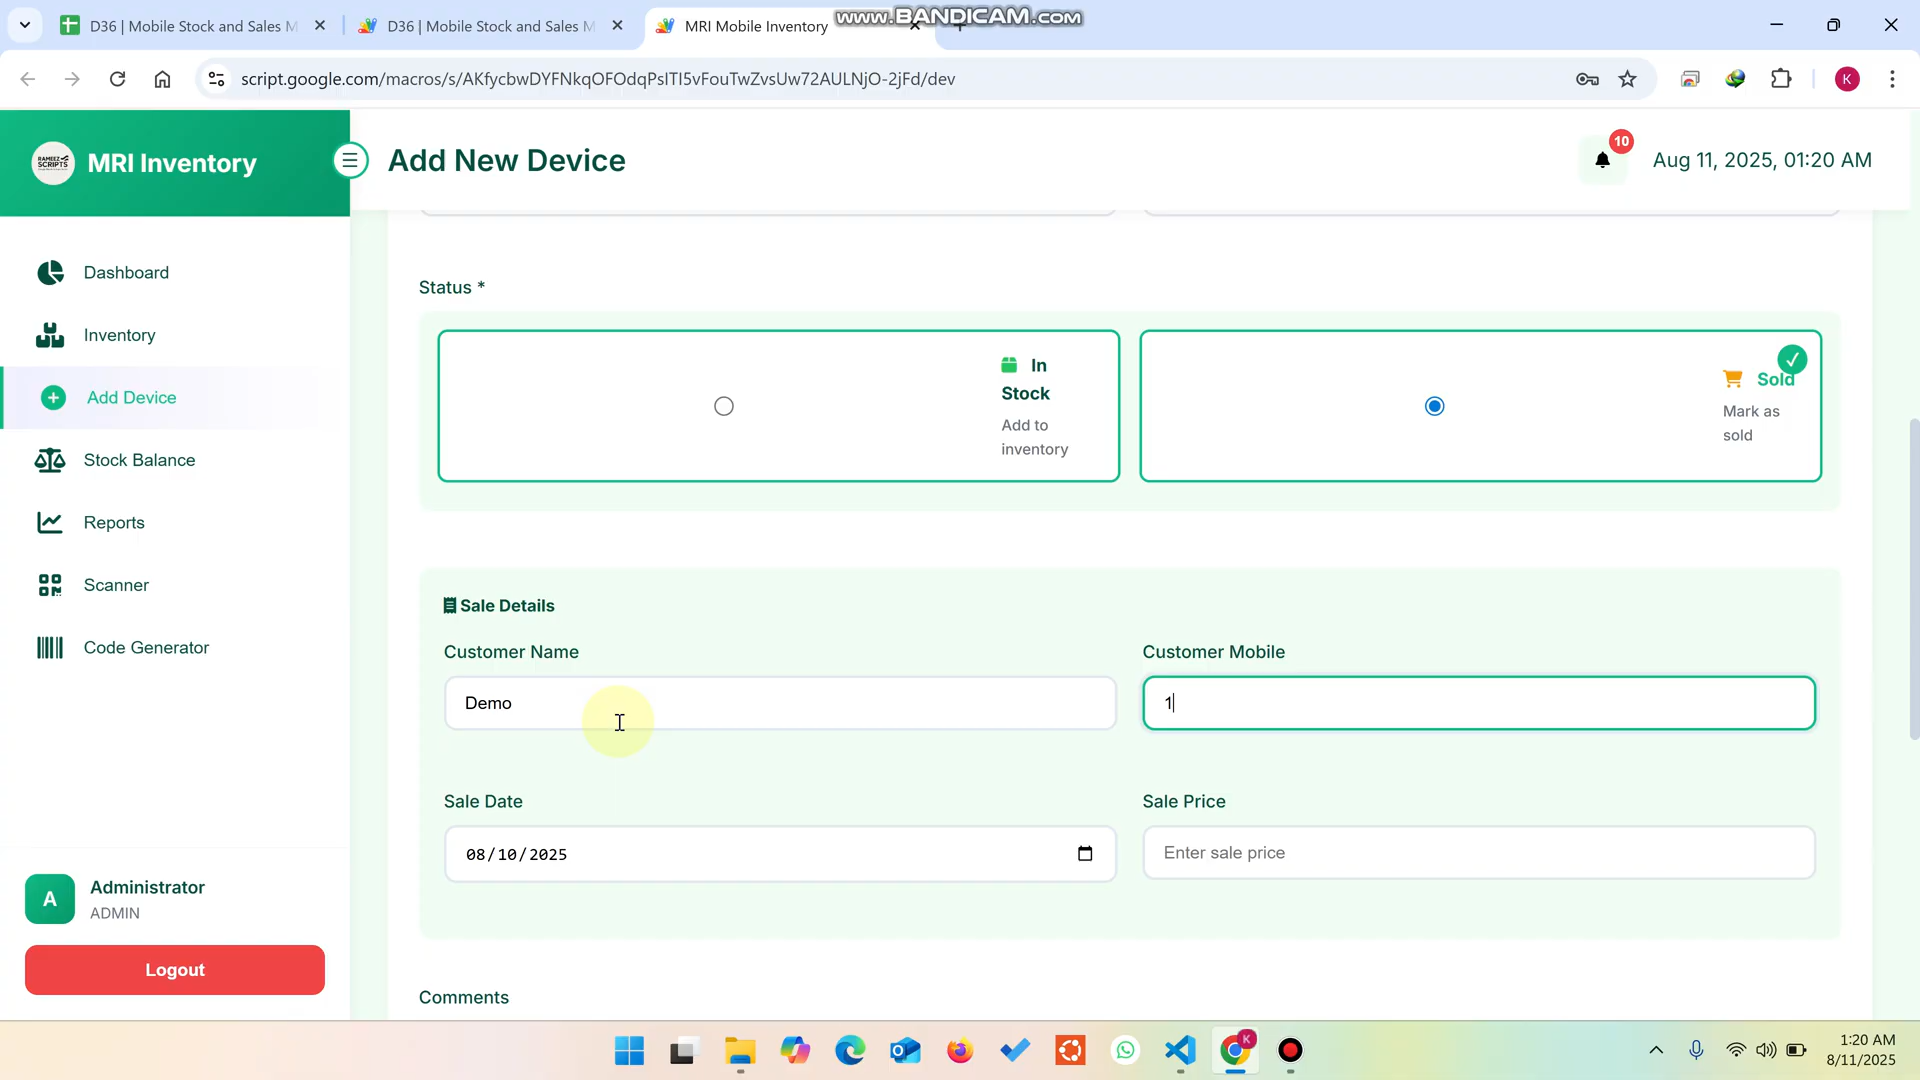 D36 | Mobile Stock and Sales M
D36 | Mobile Stock and Sales M
MRI Mobile Inventory
www.BANDICAM.com
script.google.com/macros/s/AKfycbwDYFNkqOFOdqPsITI5vFouTwZvsUw72AULNjO-2jFd/dev
K
RAMEEZ
SCRIPTS
MRI Inventory
Add New Device
10
Aug 11, 2025, 01:20 AM
Dashboard
Inventory
Add Device
Stock Balance
Reports
Scanner
Code Generator
A
Administrator
ADMIN
Logout
Status *
In
Stock
Add to
inventory
Sold
Mark as
sold
Sale Details
Customer Name
Demo
Customer Mobile
1
Sale Date
08/10/2025
Sale Price
Enter sale price
Comments
K
1:20 AM
8/11/2025